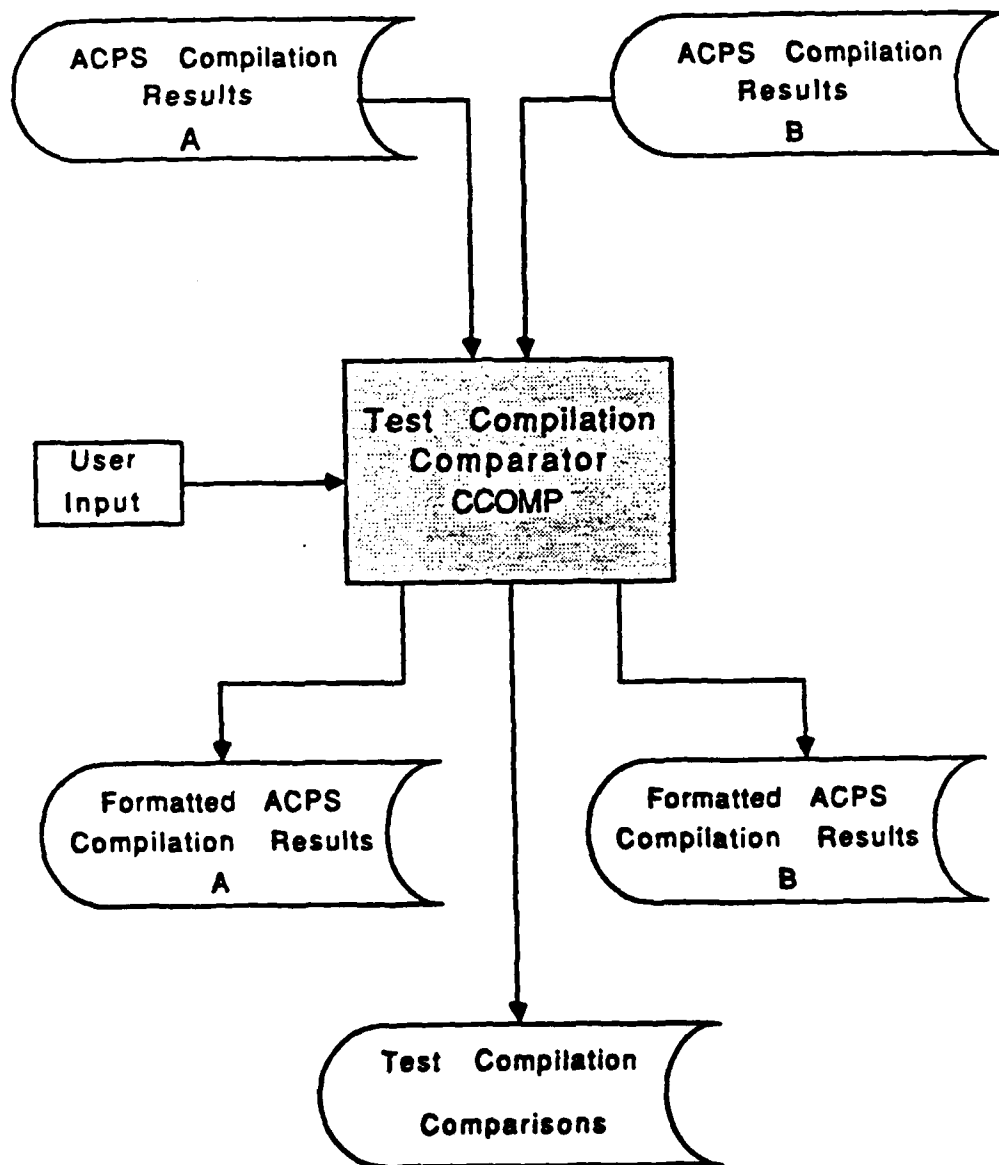 ACPS Compilation
Results
A
ACPS Compilation
Results
B
Test Compilation
Comparator
CCOMP
User
Input
Formatted ACPS
Compilation Results
A
Formatted ACPS
Compilation Results
B
Test Compilation
Comparisons